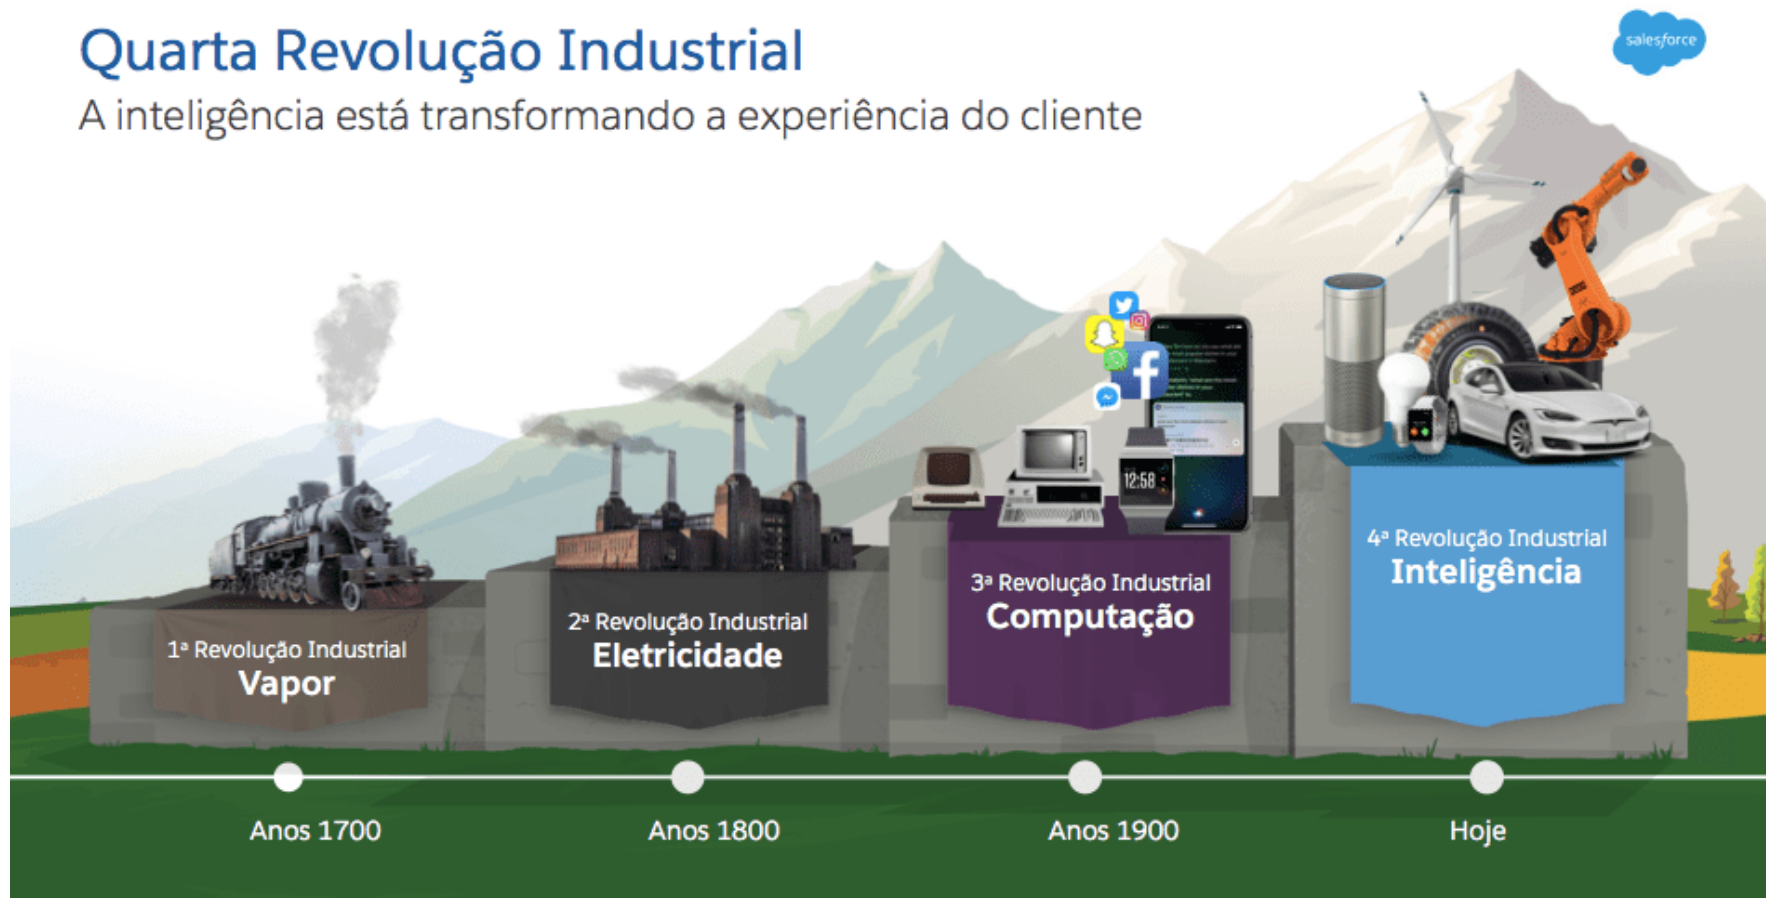 Quarta Revolução Industrial
A inteligência está transformando a experiência do cliente
salesforce
1ª Revolução Industrial
Vapor
2ª Revolução Industrial
Eletricidade
12:58
3ª Revolução Industrial
Computação
4ª Revolução Industrial
Inteligência
Anos 1700
Anos 1800
Anos 1900
Hoje